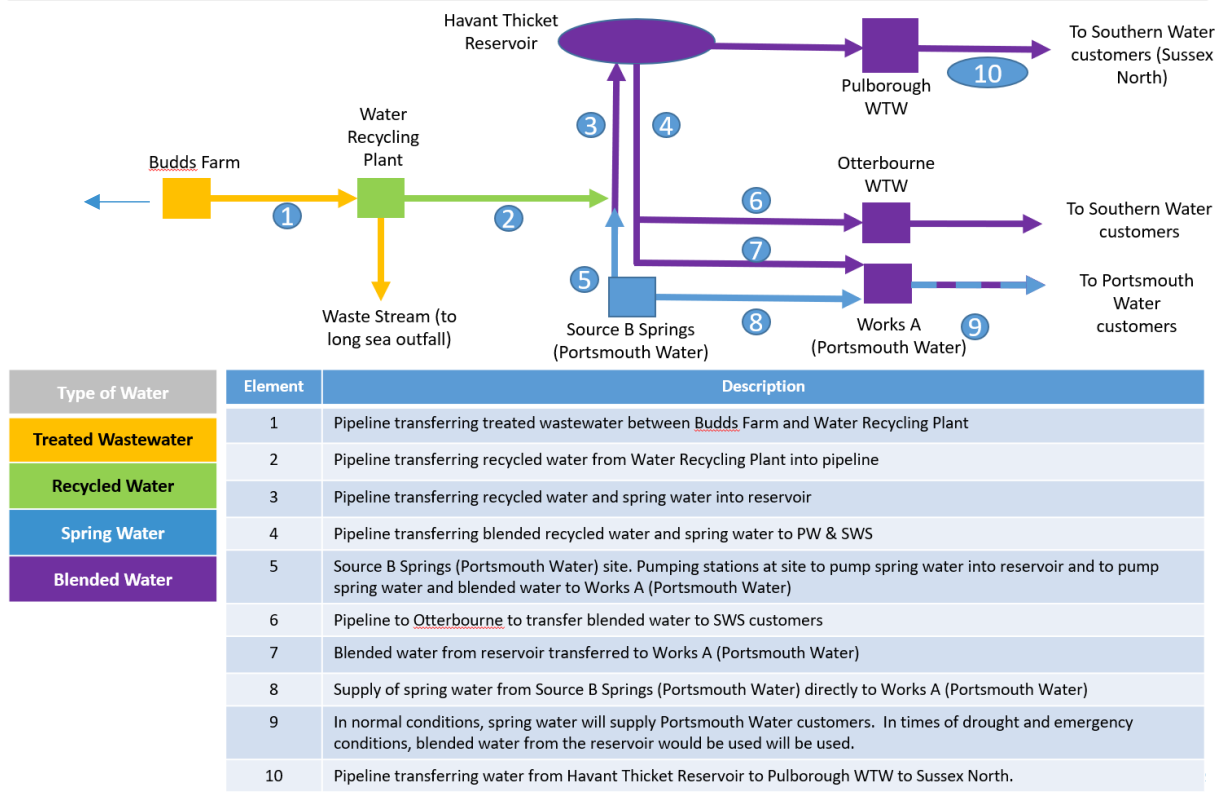 Havant Thicket
Reservoir
To Southern Water
customers (Sussex
North)
10
Pulborough
WTW
Water
Recycling
Plant
3
4
Budds Farm
Otterbourne
WTW
6
1
2
To Southern Water
customers
7
5
To Portsmouth
Water
customers
Waste Stream (to
long sea outfall)
Source B Springs
(Portsmouth Water)
8
Works A
(Portsmouth Water)
9
Type of Water
Treated Wastewater
Recycled Water
Spring Water
Blended Water
Element Description
1 Pipeline transferring treated wastewater between Budds Farm and Water Recycling Plant
2 Pipeline transferring recycled water from Water Recycling Plant into pipeline
3 Pipeline transferring recycled water and spring water into reservoir
4 Pipeline transferring blended recycled water and spring water to PW & SWS
5 Source B Springs (Portsmouth Water) site. Pumping stations at site to pump spring water into reservoir and to pump
spring water and blended water to Works A (Portsmouth Water)
6 Pipeline to Otterbourne to transfer blended water to SWS customers
7 Blended water from reservoir transferred to Works A (Portsmouth Water)
8 Supply of spring water from Source B Springs (Portsmouth Water) directly to Works A (Portsmouth Water)
9 In normal conditions, spring water will supply Portsmouth Water customers. In times of drought and emergency
conditions, blended water from the reservoir would be used will be used.
10 Pipeline transferring water from Havant Thicket Reservoir to Pulborough WTW to Sussex North.